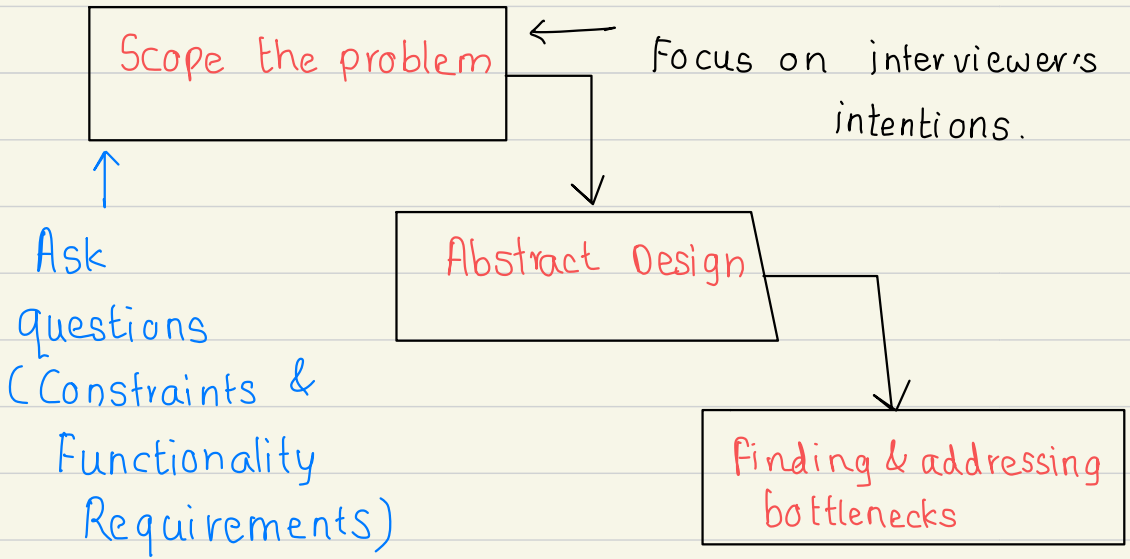 Scope the problem
Focus on interviewer's
intentions.
Ask
questions
(Constraints &
Functionality
Requirements)
Abstract Design
Finding & addressing
bottlenecks